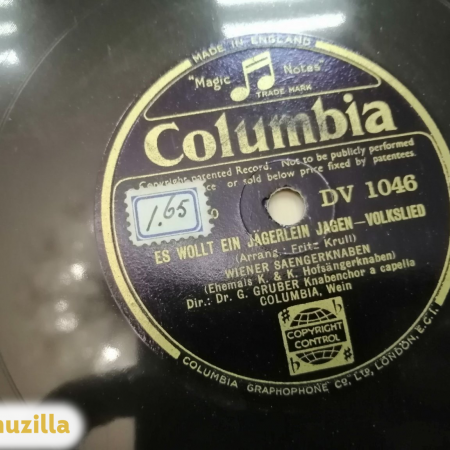 MADE IN ENGLAND
"Magic Notes"
TRADE MARK
Columbia
Copyright patented Record. Not to be publicly performed
or sold below price fixed by patentees.
1.65
DV 1046
ES WOLLT EIN JÄGERLEIN JAGEN—VOLKSLIED
(Arrang: Fritz Krull)
WIENER SAENGERKNABEN
(Ehemals K. & K. Hofsängerknaben)
Dir.: Dr. G. GRUBER Knabenchor a capella
COLUMBIA, Wein
COPYRIGHT
CONTROL
COLUMBIA GRAPHOPHONE CO. LTD, LONDON, E.C.1.
uzilla